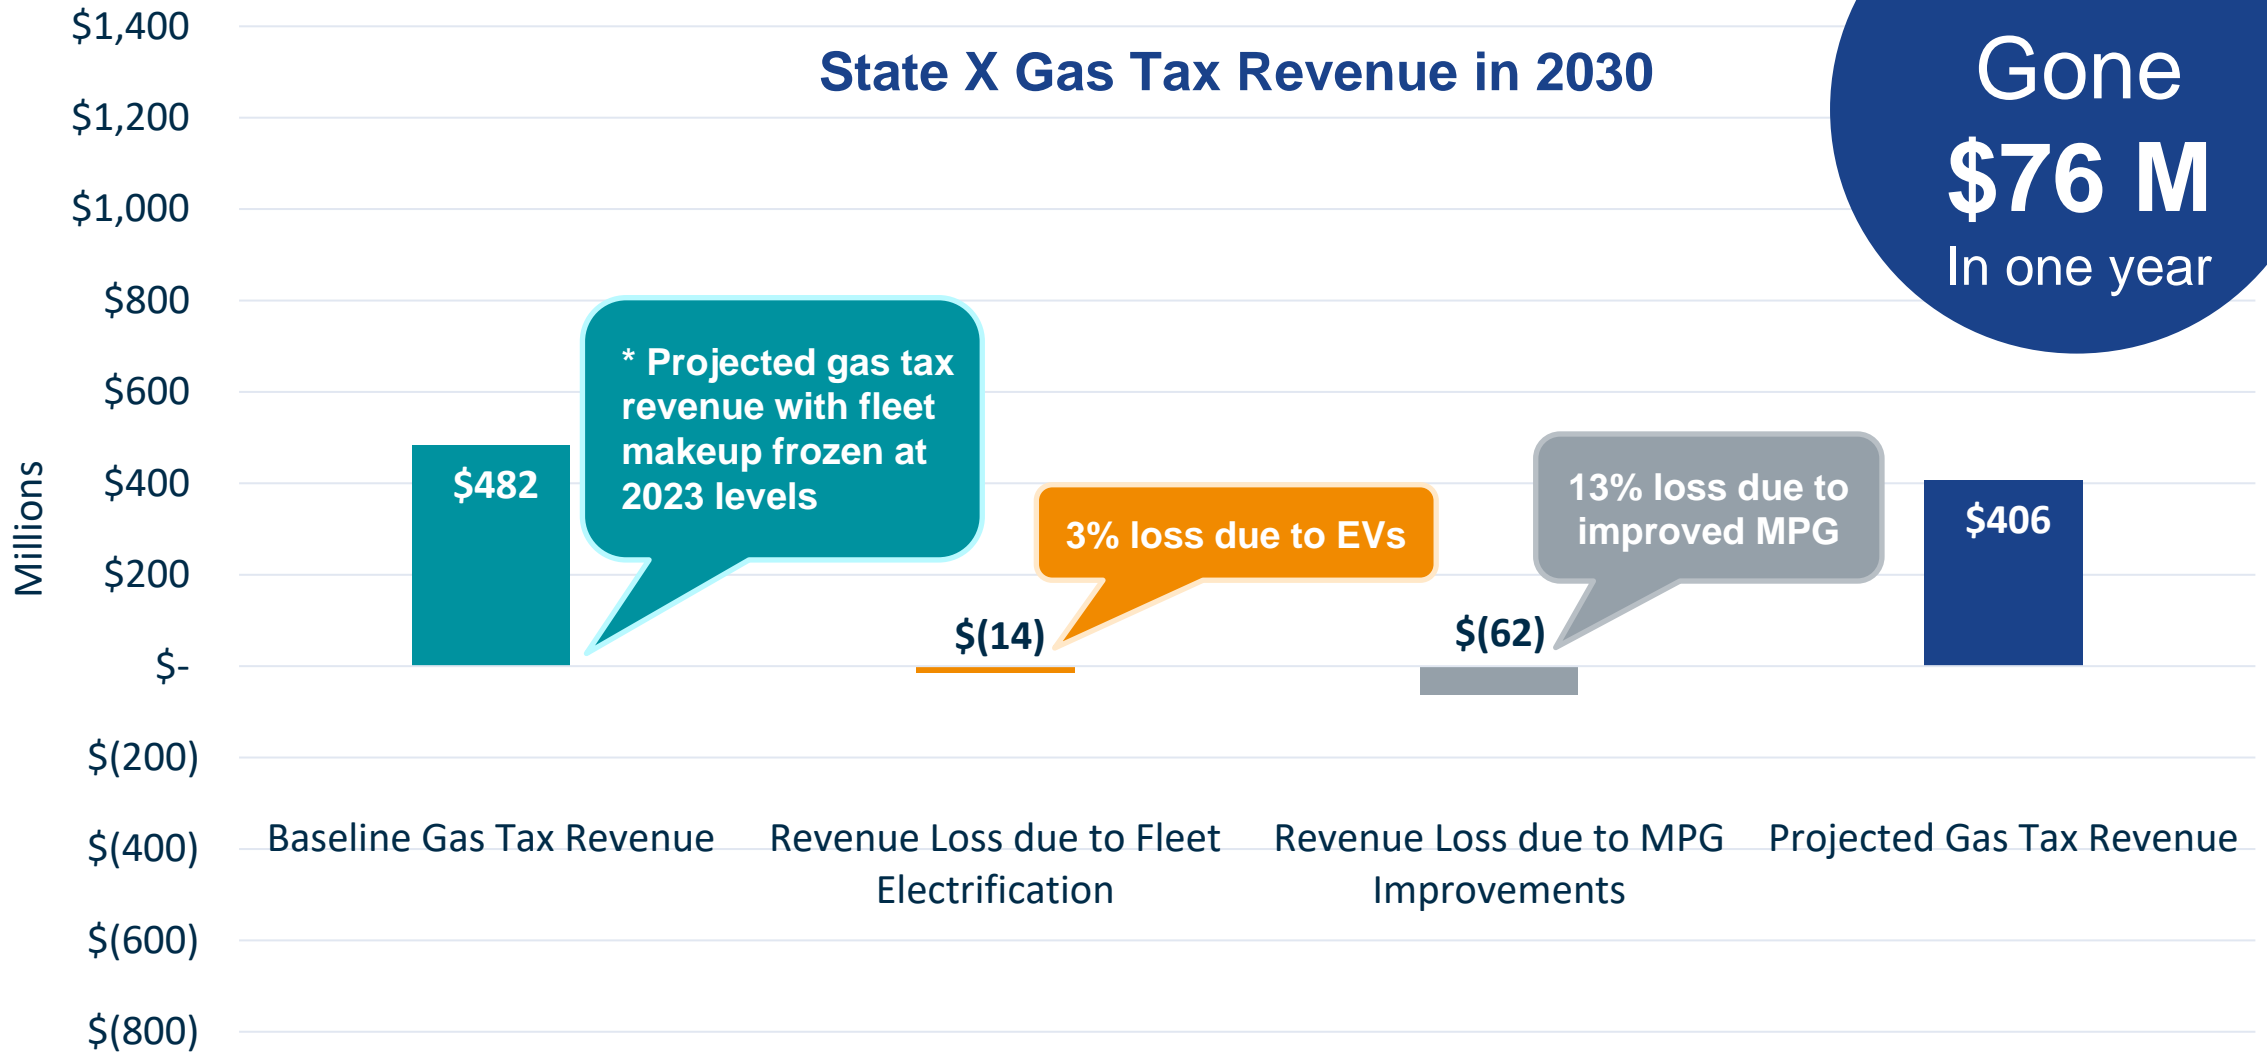 State X Gas Tax Revenue in 2030
Gone
$76 M
In one year
Millions
$1,400
$1,200
$1,000
$800
$600
$400
$200
$-
$(200)
$(400)
$(600)
$(800)
$482
* Projected gas tax
revenue with fleet
makeup frozen at
2023 levels
$(14)
3% loss due to EVs
$(62)
13% loss due to
improved MPG
$406
Baseline Gas Tax Revenue
Revenue Loss due to Fleet
Electrification
Revenue Loss due to MPG
Improvements
Projected Gas Tax Revenue